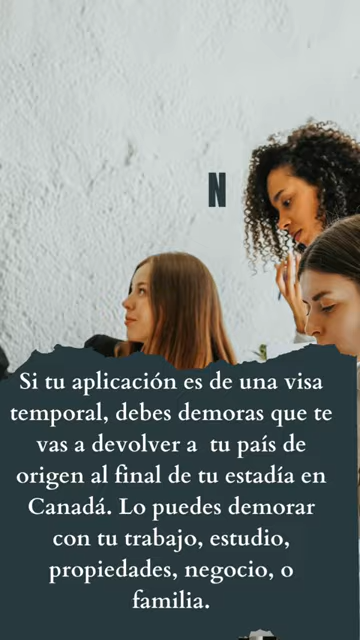 N
Si tu aplicación es de una visa
temporal, debes demoras que te
vas a devolver a tu país de
origen al final de tu estadía en
Canadá. Lo puedes demorar
con tu trabajo, estudio,
propiedades, negocio, o
familia.